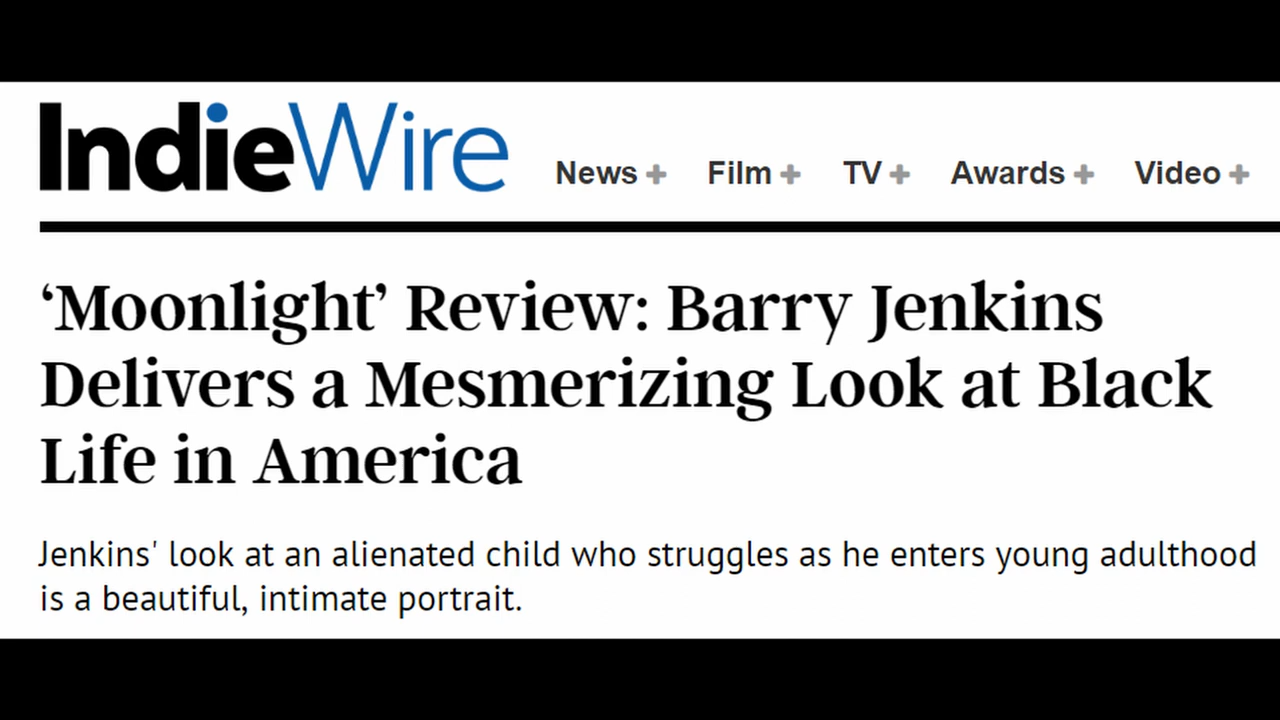 IndieWire News + Film + TV + Awards + Video +
‘Moonlight’ Review: Barry Jenkins
Delivers a Mesmerizing Look at Black
Life in America
Jenkins' look at an alienated child who struggles as he enters young adulthood
is a beautiful, intimate portrait.